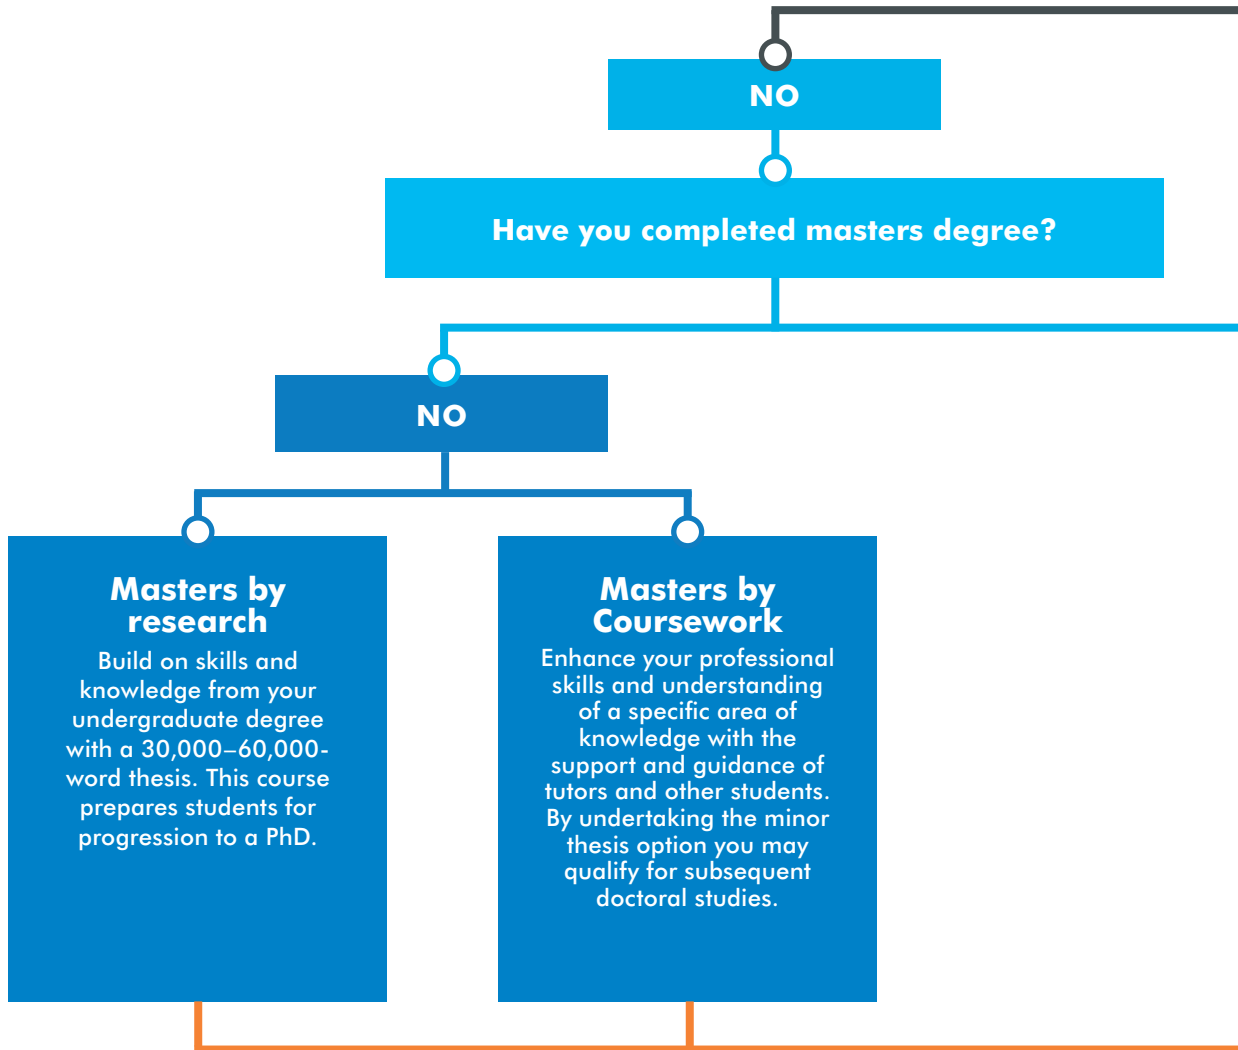 NO
Have you completed masters degree?
NO
Masters by
research
Build on skills and
knowledge from your
undergraduate degree
with a 30,000–60,000-
word thesis. This course
prepares students for
progression to a PhD.
Masters by
Coursework
Enhance your professional
skills and understanding
of a specific area of
knowledge with the
support and guidance of
tutors and other students.
By undertaking the minor
thesis option you may
qualify for subsequent
doctoral studies.